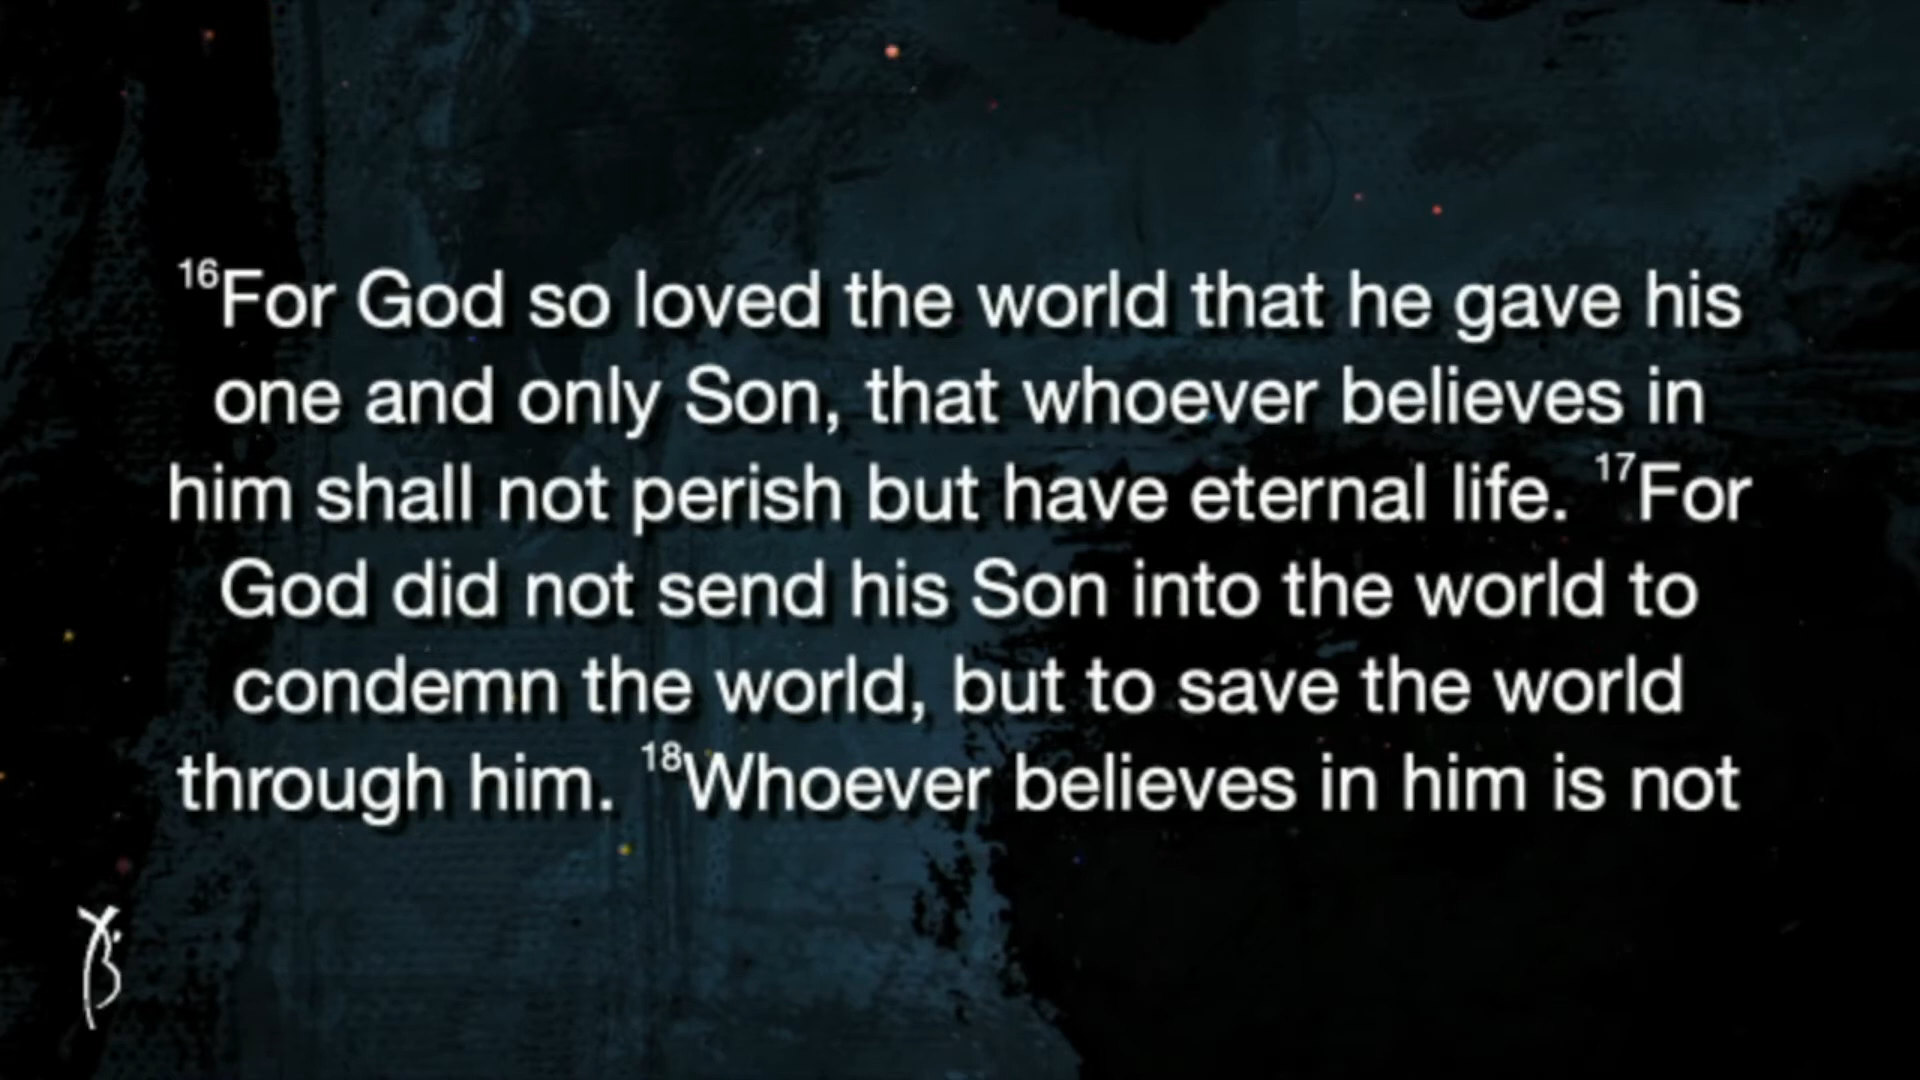 16For God so loved the world that he gave his
one and only Son, that whoever believes in
him shall not perish but have eternal life. 17For
God did not send his Son into the world to
condemn the world, but to save the world
through him. 18Whoever believes in him is not